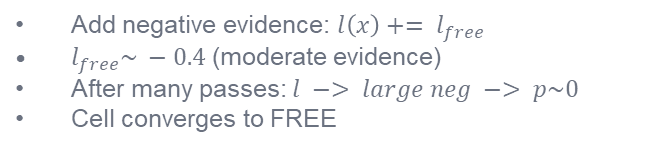 • Add negative evidence: l(x) += l_free
• l_free~ − 0.4 (moderate evidence)
• After many passes: l −> large neg −> p~0
• Cell converges to FREE